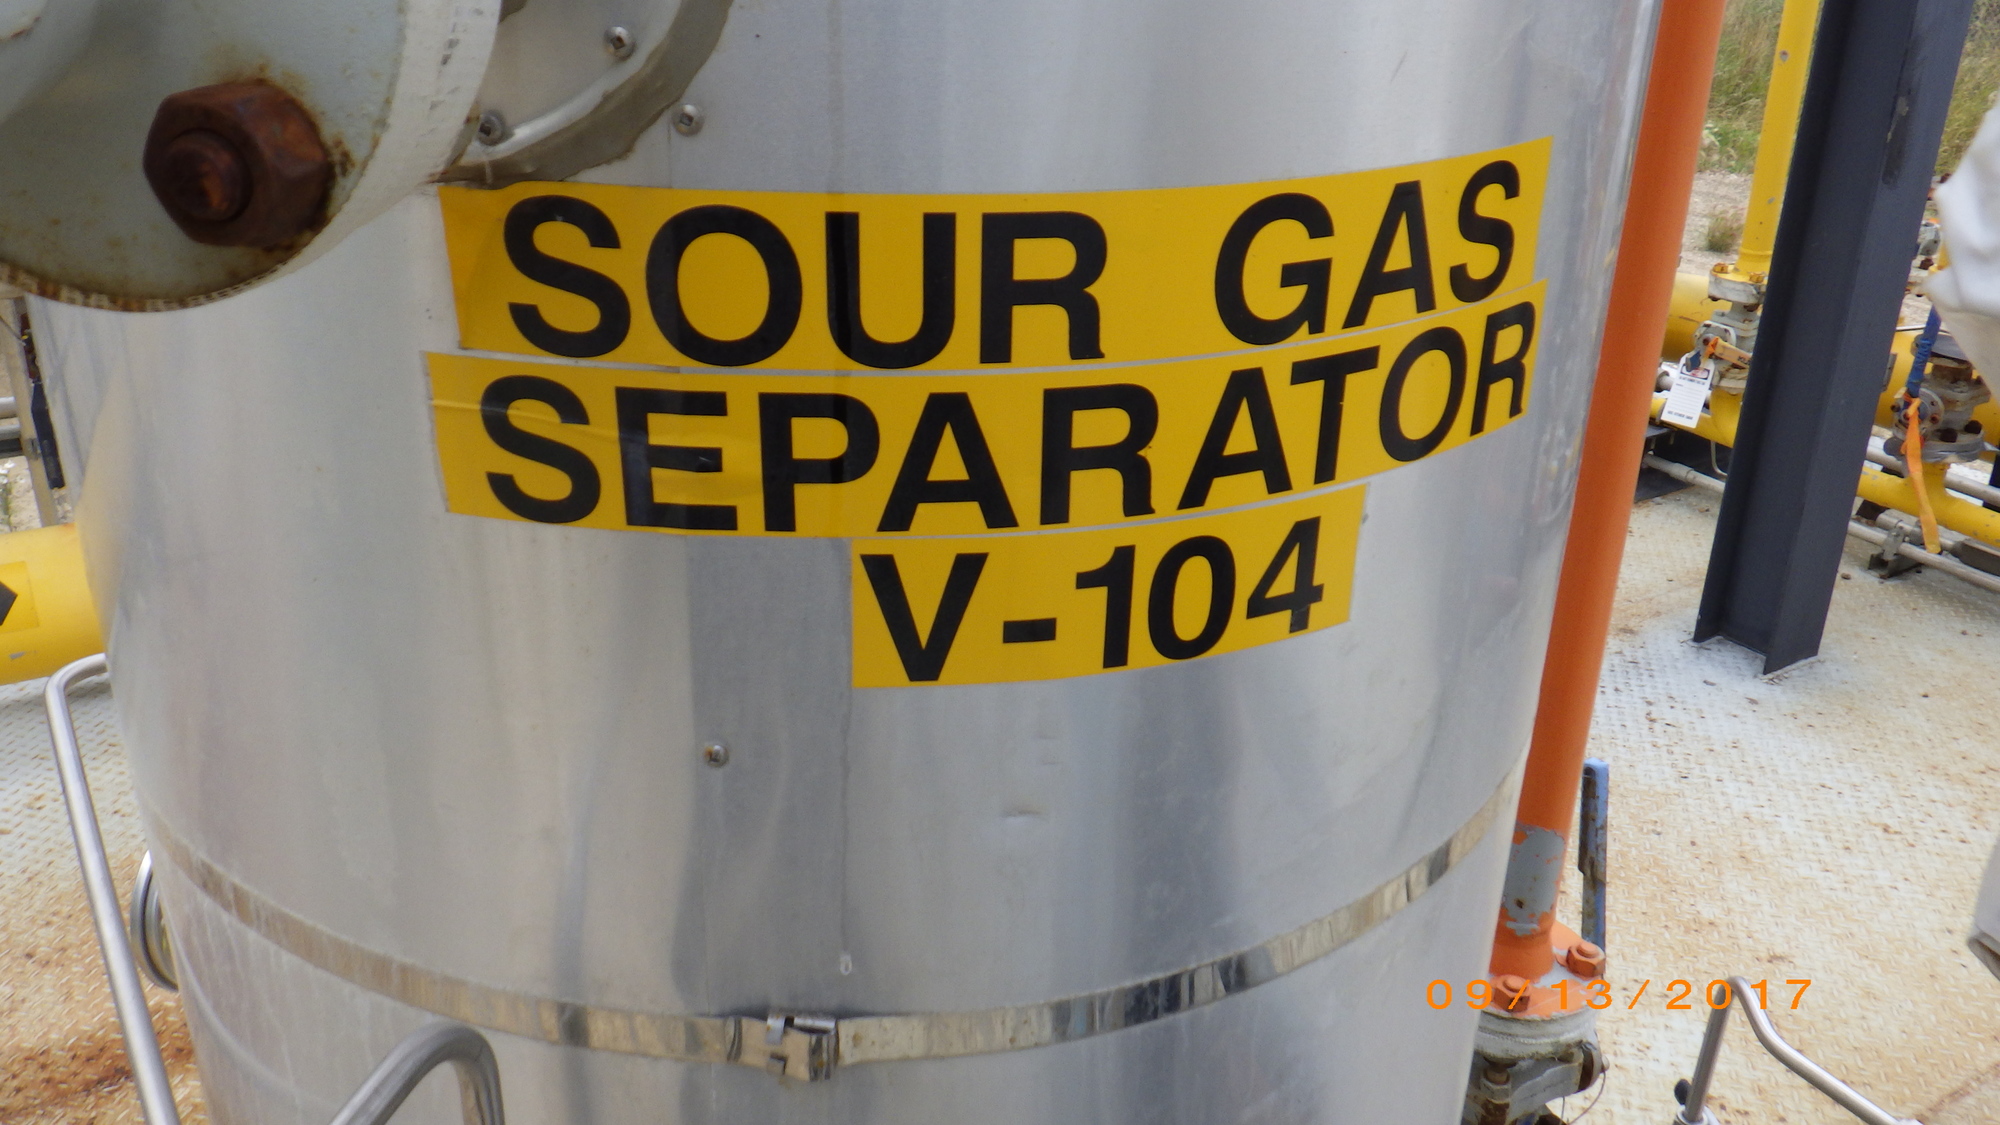 SOUR GAS
SEPARATOR
V-104
09/13/2017